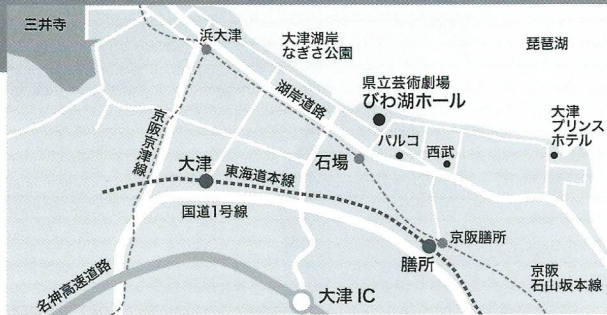 三井寺
浜大津
大津湖岸
なぎさ公園
琵琶湖
県立芸術劇場
びわ湖ホール
湖岸道路
パルコ
西武
大津
プリンス
ホテル
京阪京津線
大津
東海道本線
石場
国道1号線
京阪膳所
膳所
京阪
石山坂本線
名神高速道路
大津 IC